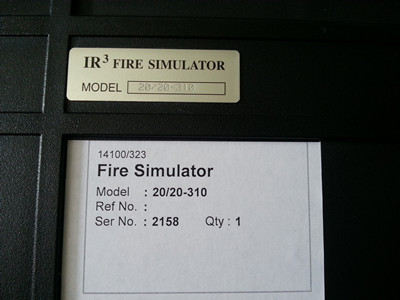 IR³ FIRE SIMULATOR
MODEL 20/20-310
14100/323
Fire Simulator
Model : 20/20-310
Ref No. :
Ser No. : 2158 Qty : 1